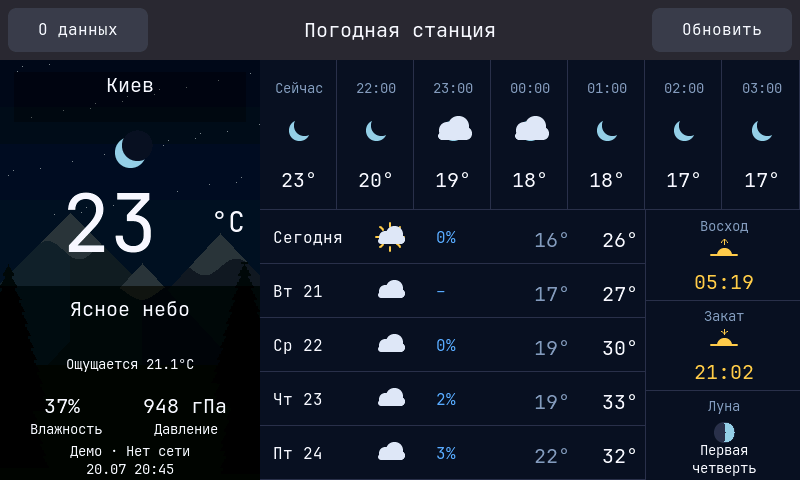 О данных
Погодная станция
Обновить
Киев
23 °C
Ясное небо
Ощущается 21.1°C
37% 948 гПа
Влажность Давление
Демо · Нет сети
20.07 20:45
Сейчас 22:00 23:00 00:00 01:00 02:00 03:00
23° 20° 19° 18° 18° 17° 17°
Сегодня 0% 16° 26°
Вт 21 – 17° 27°
Ср 22 0% 19° 30°
Чт 23 2% 19° 33°
Пт 24 3% 22° 32°
Восход
05:19
Закат
21:02
Луна
Первая
четверть